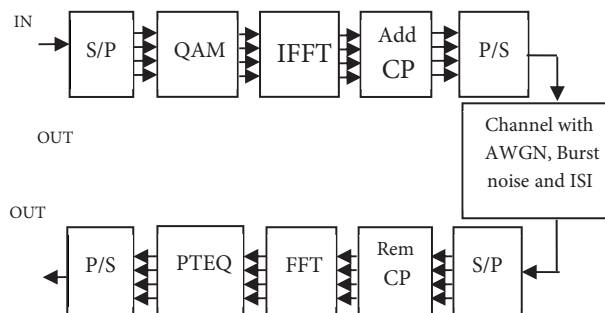 IN
S/P
QAM
IFFT
Add
CP
P/S
Channel with
AWGN, Burst
noise and ISI
OUT
OUT
P/S
PTEQ
FFT
Rem
CP
S/P